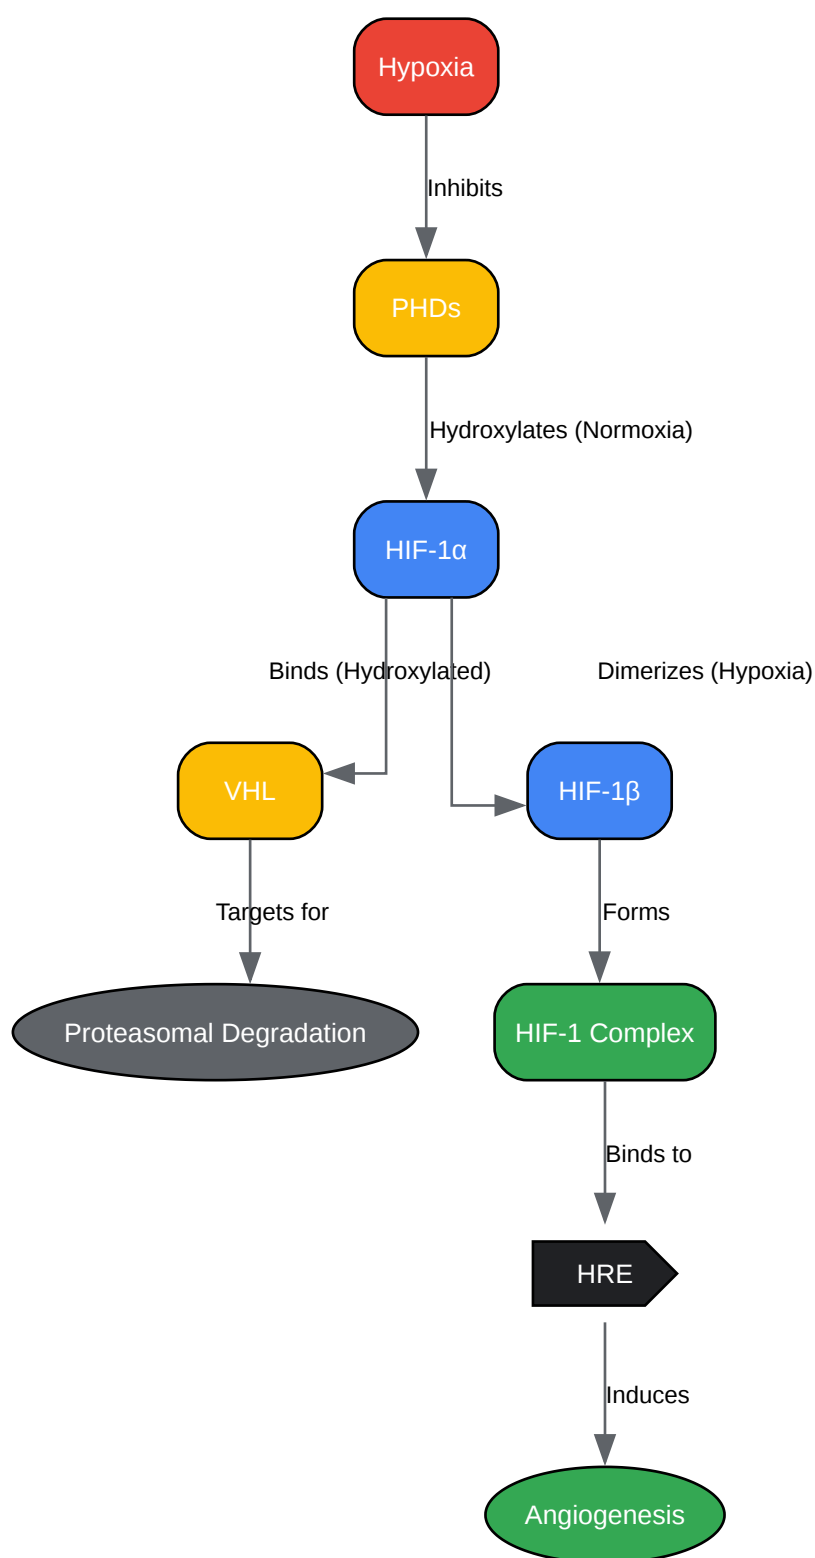 Hypoxia
Inhibits
PHDs
Hydroxylates (Normoxia)
HIF-1α
Binds (Hydroxylated)
Dimerizes (Hypoxia)
VHL
HIF-1β
Targets for
Forms
Proteasomal Degradation
HIF-1 Complex
Binds to
HRE
Induces
Angiogenesis